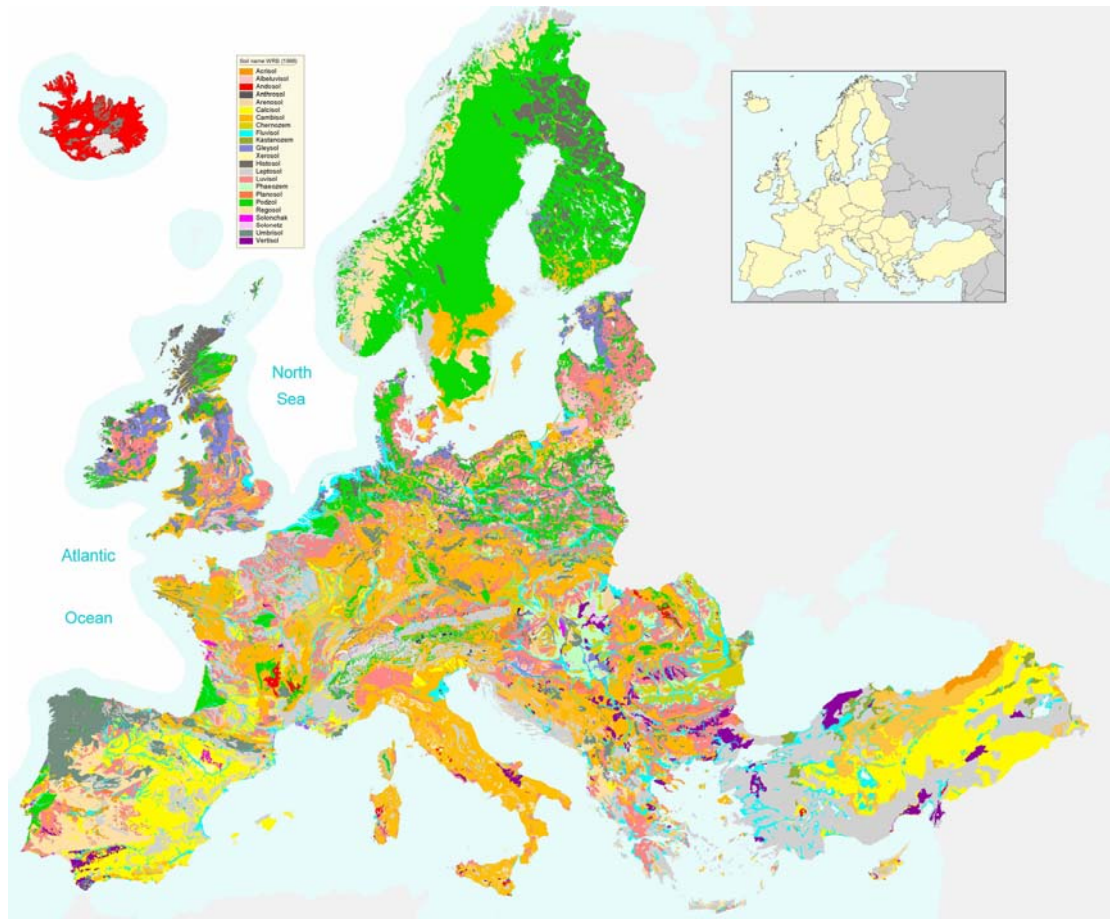 Soil name WRB (1998)
Acrisol
Albeluvisol
Andosol
Anthrosol
Arenosol
Calcisol
Cambisol
Chernozem
Fluvisol
Kastanozem
Gleysol
Xerosol
Histosol
Leptosol
Luvisol
Phaeozem
Planosol
Podzol
Regosol
Solonchak
Solonetz
Umbrisol
Vertisol
North
Sea
Atlantic
Ocean